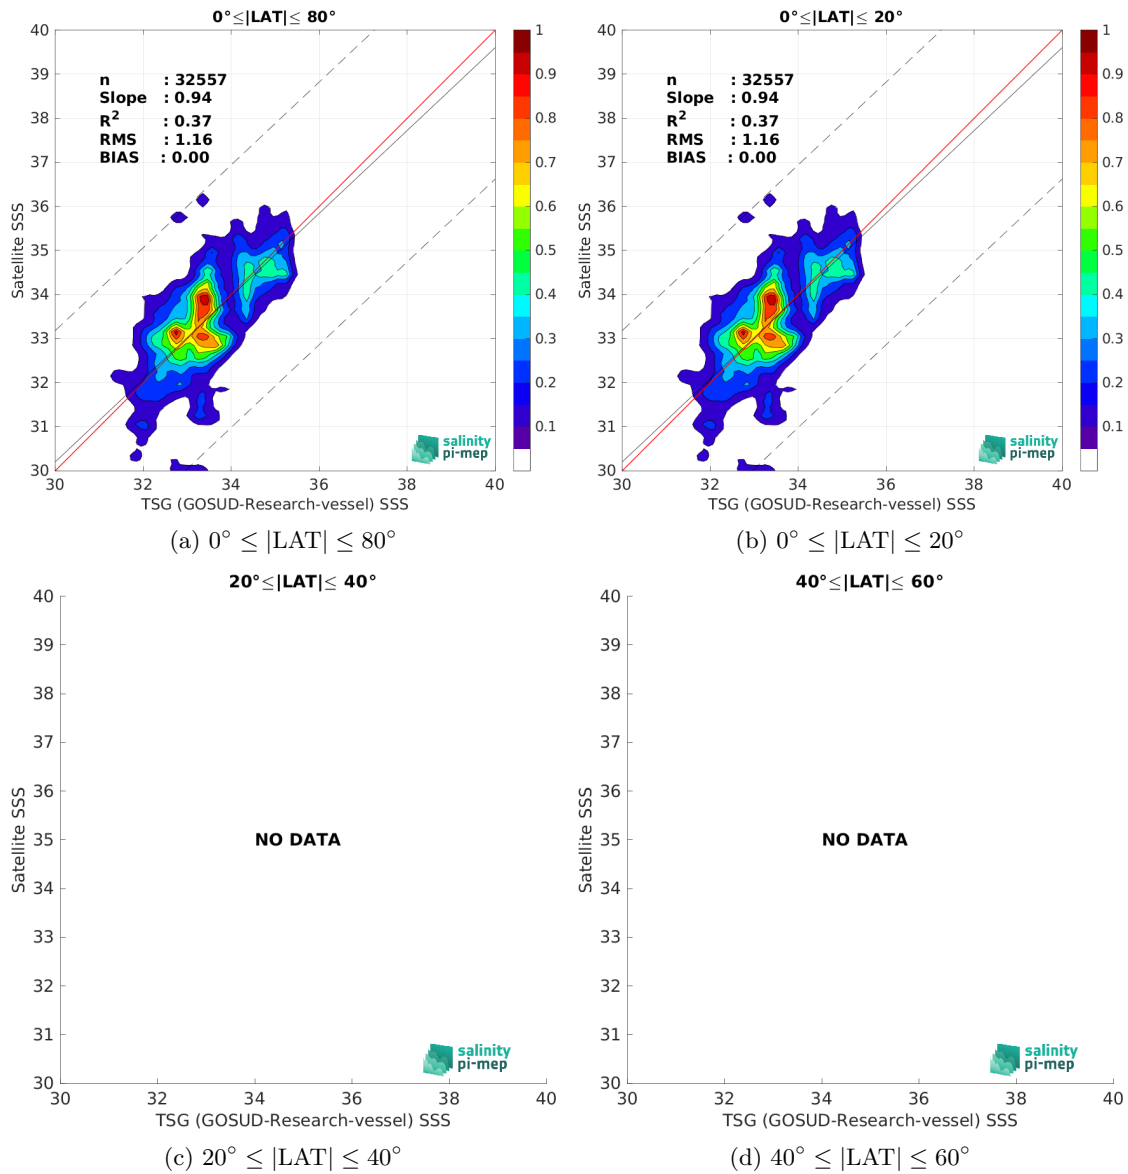 0°≤|LAT|≤ 80°
40
39
38
37
36
35
34
33
32
31
30
Satellite SSS
n : 32557
Slope : 0.94
R2 : 0.37
RMS : 1.16
BIAS : 0.00
1
0.9
0.8
0.7
0.6
0.5
0.4
0.3
0.2
0.1
salinity
pi-mep
30 32 34 36 38 40
TSG (GOSUD-Research-vessel) SSS
(a) 0° ≤ |LAT| ≤ 80°
0°≤|LAT|≤ 20°
40
39
38
37
36
35
34
33
32
31
30
Satellite SSS
n : 32557
Slope : 0.94
R2 : 0.37
RMS : 1.16
BIAS : 0.00
1
0.9
0.8
0.7
0.6
0.5
0.4
0.3
0.2
0.1
salinity
pi-mep
30 32 34 36 38 40
TSG (GOSUD-Research-vessel) SSS
(b) 0° ≤ |LAT| ≤ 20°
20°≤|LAT|≤ 40°
40
39
38
37
36
35
34
33
32
31
30
Satellite SSS
NO DATA
salinity
pi-mep
30 32 34 36 38 40
TSG (GOSUD-Research-vessel) SSS
(c) 20° ≤ |LAT| ≤ 40°
40°≤|LAT|≤ 60°
40
39
38
37
36
35
34
33
32
31
30
Satellite SSS
NO DATA
salinity
pi-mep
30 32 34 36 38 40
TSG (GOSUD-Research-vessel) SSS
(d) 40° ≤ |LAT| ≤ 60°